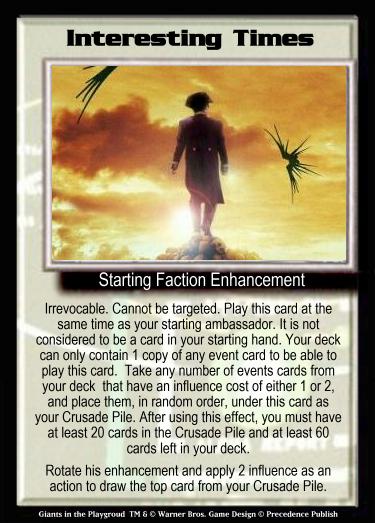 Interesting Times
Starting Faction Enhancement
Irrevocable. Cannot be targeted. Play this card at the
same time as your starting ambassador. It is not
considered to be a card in your starting hand. Your deck
can only contain 1 copy of any event card to be able to
play this card. Take any number of events cards from
your deck that have an influence cost of either 1 or 2,
and place them, in random order, under this card as
your Crusade Pile. After using this effect, you must have
at least 20 cards in the Crusade Pile and at least 60
cards left in your deck.
Rotate his enhancement and apply 2 influence as an
action to draw the top card from your Crusade Pile.
Giants in the Playgroud TM & © Warner Bros. Game Design © Precedence Publish